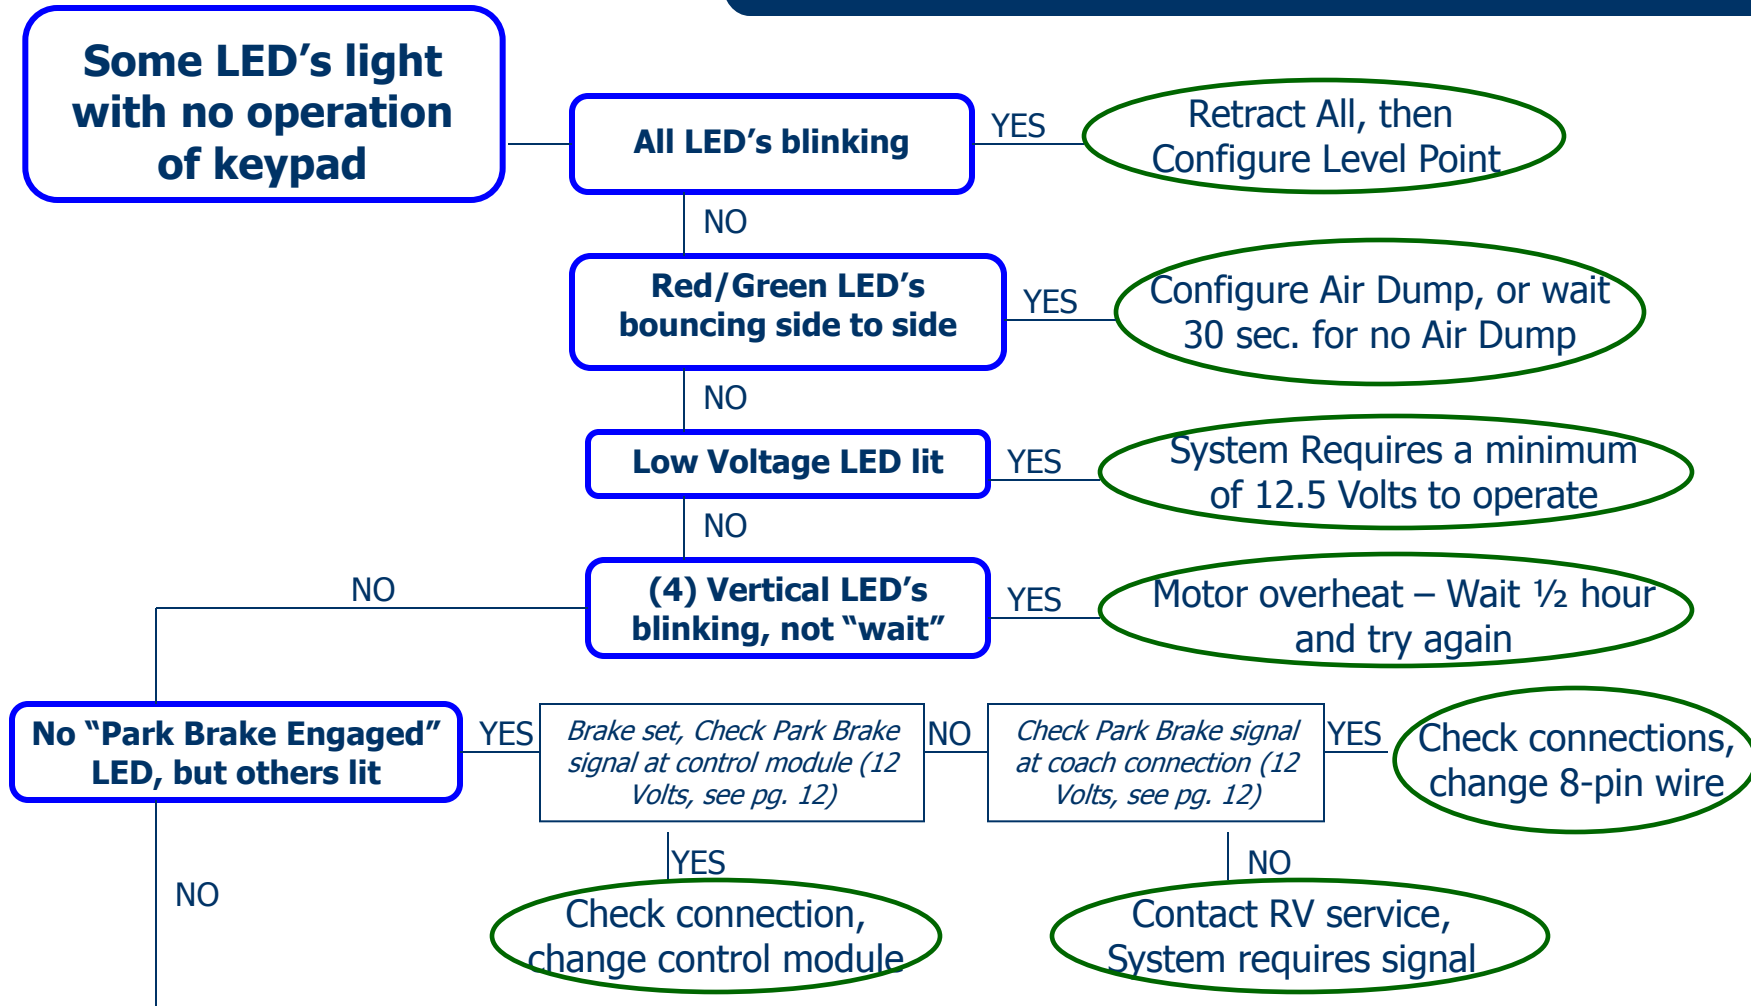 Some LED’s light
with no operation
of keypad
All LED’s blinking
YES
Retract All, then
Configure Level Point
NO
Red/Green LED’s
bouncing side to side
YES
Configure Air Dump, or wait
30 sec. for no Air Dump
NO
Low Voltage LED lit
YES
System Requires a minimum
of 12.5 Volts to operate
NO
(4) Vertical LED’s
blinking, not “wait”
YES
Motor overheat – Wait ½ hour
and try again
NO
No “Park Brake Engaged”
LED, but others lit
YES
Brake set, Check Park Brake
signal at control module (12
Volts, see pg. 12)
NO
Check Park Brake signal
at coach connection (12
Volts, see pg. 12)
YES
Check connections,
change 8-pin wire
YES
Check connection,
change control module
NO
Contact RV service,
System requires signal
NO